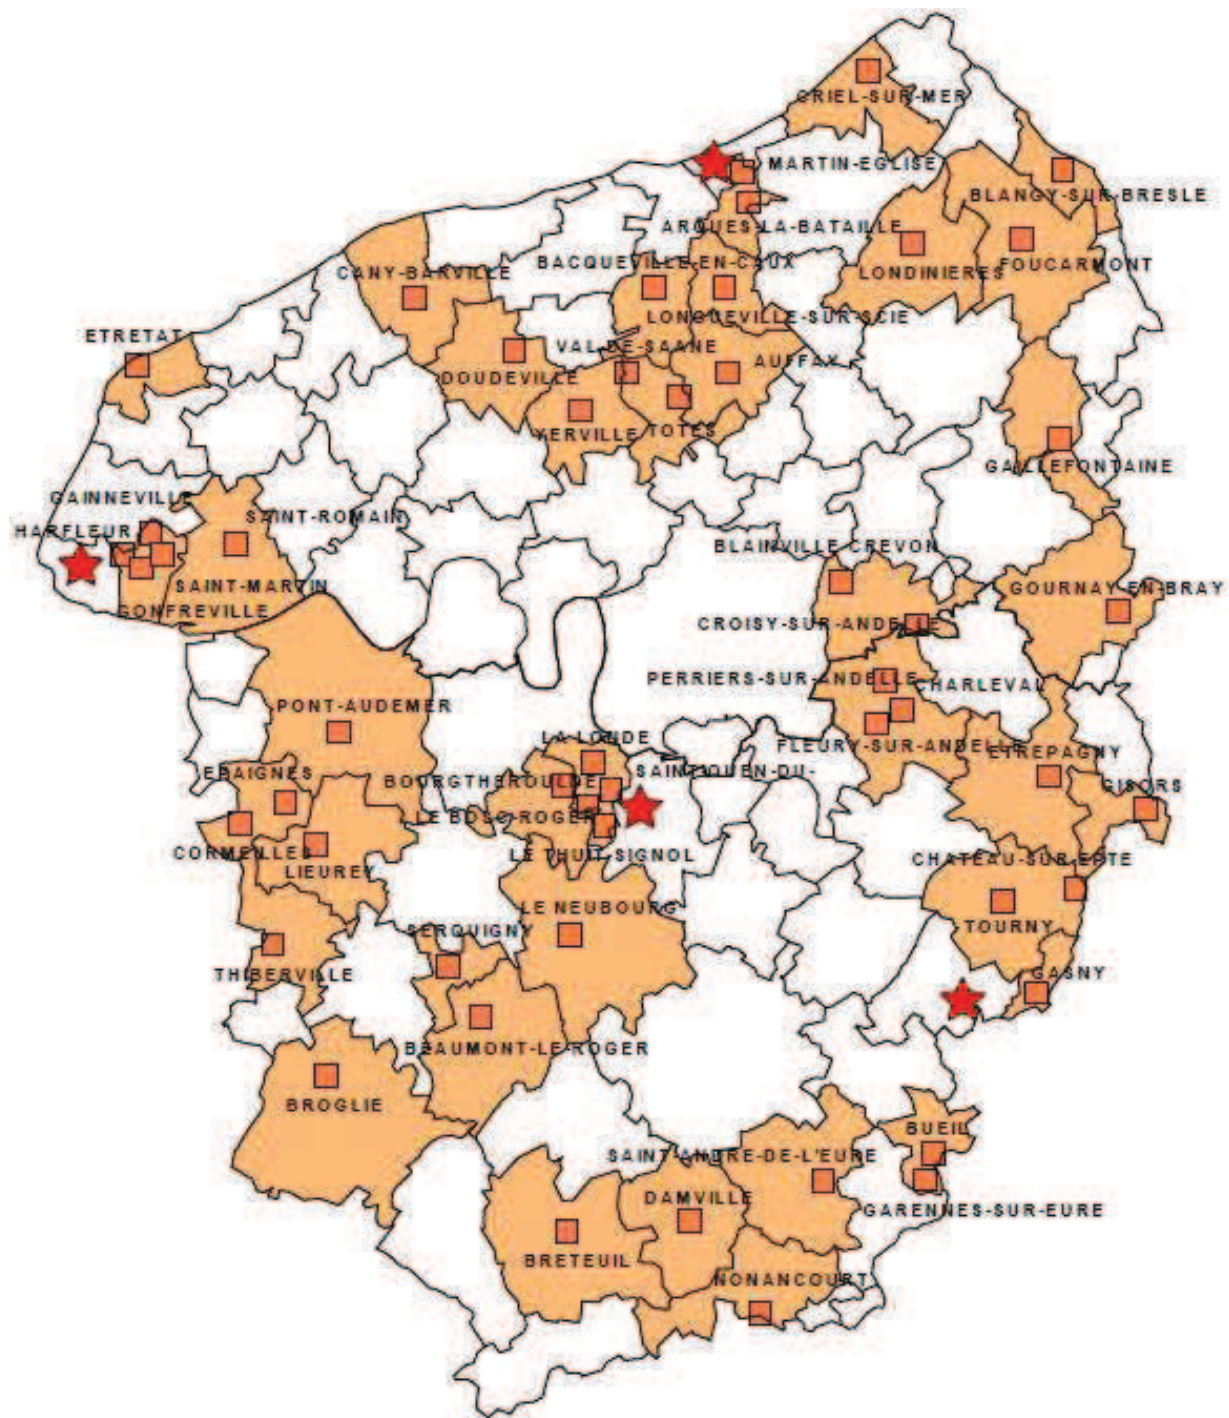 CRIEL-SUR-MER
MARTIN-EGLISE
BLANGY-SUR-BRESLE
ARQUES-LA-BATAILLE
BACQUEVILLE-EN-CAUX
FOUCARMONT
CANY-BARVILLE
LONDINIERES
LONGUEVILLE-SUR-SCIE
ETRETAT
VAL-DE-SAANE
AUFFAY
DOUDEVILLE
YERVILLE
TOTES
GAILLEFONTAINE
GAINNEVILLE
SAINT-ROMAIN
HARFLEUR
BLAINVILLE-CREVON
SAINT-MARTIN
GOURNAY-EN-BRAY
GONFREVILLE
CROISY-SUR-ANDELLE
PERRIERS-SUR-ANDELLE
CHARLEVAL
PONT-AUDEMER
LA LONDE
FLEURY-SUR-ANDELLE
ETREPAGNY
EPAIGNES
BOURGTHEROULDE
SAINT-OUEN-DU-
GISORS
LE BOSC-ROGER
CORMEILLES
LE THUIT-SIGNOL
CHATEAU-SUR-EPTE
LIEUREY
LE NEUBOURG
TOURNY
SERQUIGNY
THIBERVILLE
GASNY
BEAUMONT-LE-ROGER
BROGLIE
BUEIL
SAINT-ANDRE-DE-L'EURE
DAMVILLE
GARENNES-SUR-EURE
BRETEUIL
NONANCOURT